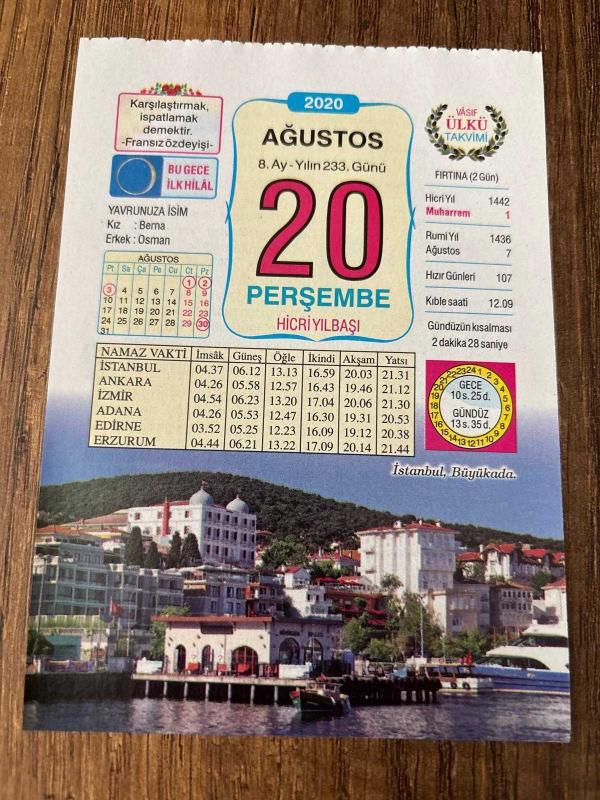 Karşılaştırmak,
ispatlamak
demektir.
-Fransız özdeyişi-
BU GECE
İLK HİLÂL
YAVRUNUZA İSİM
Kız : Berna
Erkek : Osman
AĞUSTOS
Pt Sa Ça Pe Cu Ct Pz
1 2
3 4 5 6 7 8 9
10 11 12 13 14 15 16
17 18 19 20 21 22 23
24 25 26 27 28 29 30
31
2020
AĞUSTOS
8. Ay - Yılın 233. Günü
20
PERŞEMBE
HİCRİ YILBAŞI
VÂSIF
ÜLKÜ
TAKVİMİ
FIRTINA (2 Gün)
Hicri Yıl 1442
Muharrem 1
Rumi Yıl 1436
Ağustos 7
Hızır Günleri 107
Kıble saati 12.09
Gündüzün kısalması
2 dakika 28 saniye
NAMAZ VAKTİ İmsâk Güneş Öğle İkindi Akşam Yatsı
İSTANBUL 04.37 06.12 13.13 16.59 20.03 21.31
ANKARA 04.26 05.58 12.57 16.43 19.46 21.12
İZMİR 04.54 06.23 13.20 17.04 20.06 21.30
ADANA 04.26 05.53 12.47 16.30 19.31 20.53
EDİRNE 03.52 05.25 12.23 16.09 19.12 20.38
ERZURUM 04.44 06.21 13.22 17.09 20.14 21.44
GECE
10 s. 25 d.
GÜNDÜZ
13 s. 35 d.
İstanbul, Büyükada.